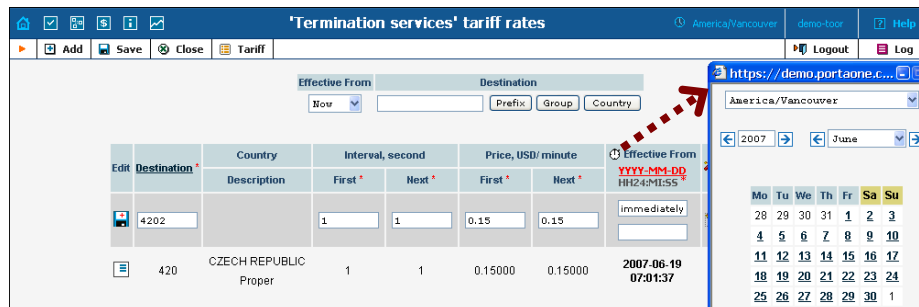 'Termination services' tariff rates America/Vancouver demo-toor ? Help
Add Save Close Tariff Logout Log
https://demo.portaone.c...
America/Vancouver
Effective From Destination
Now Prefix Group Country
2007 June
Edit Destination * Country Interval, second Price, USD/minute Effective From
Description First * Next * First * Next * YYYY-MM-DD
HH24:MI:SS *
Mo Tu We Th Fr Sa Su
4202 1 1 0.15 0.15 immediately
28 29 30 31 1 2 3
4 5 6 7 8 9 10
420 CZECH REPUBLIC 1 1 0.15000 0.15000 2007-06-19
Proper 07:01:37
11 12 13 14 15 16 17
18 19 20 21 22 23 24
25 26 27 28 29 30 1